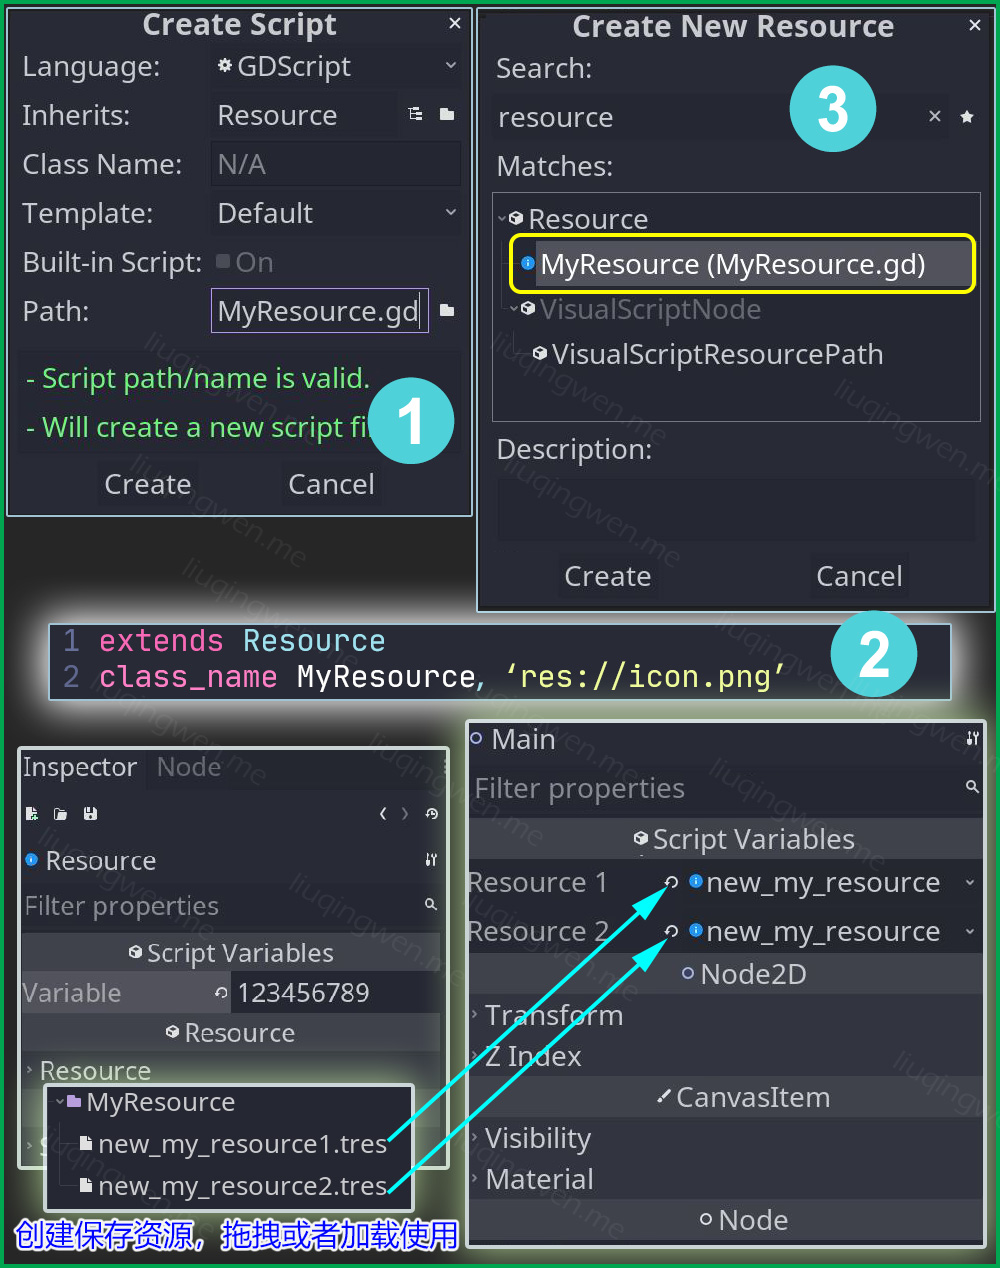 Create Script
Language: GDScript
Inherits: Resource
Class Name: N/A
Template: Default
Built-in Script: On
Path: MyResource.gd
- Script path/name is valid.
- Will create a new script fi
1
Create Cancel
Create New Resource
Search:
resource
3
Matches:
Resource
MyResource (MyResource.gd)
VisualScriptNode
VisualScriptResourcePath
Description:
Create Cancel
2
1 extends Resource
2 class_name MyResource, ‘res://icon.png’
Inspector Node
Resource
Filter properties
Script Variables
Variable 123456789
Resource
Resource
MyResource
new_my_resource1.tres
new_my_resource2.tres
创建保存资源，拖拽或者加载使用
Main
Filter properties
Script Variables
Resource 1 new_my_resource
Resource 2 new_my_resource
Node2D
Transform
Z Index
CanvasItem
Visibility
Material
Node
liuqingwen.me